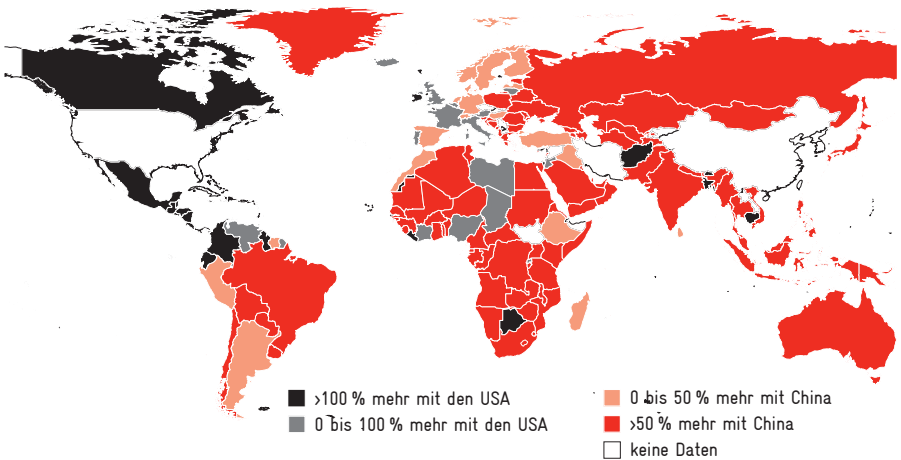 >100 % mehr mit den USA
0 bis 100 % mehr mit den USA
0 bis 50 % mehr mit China
>50 % mehr mit China
keine Daten